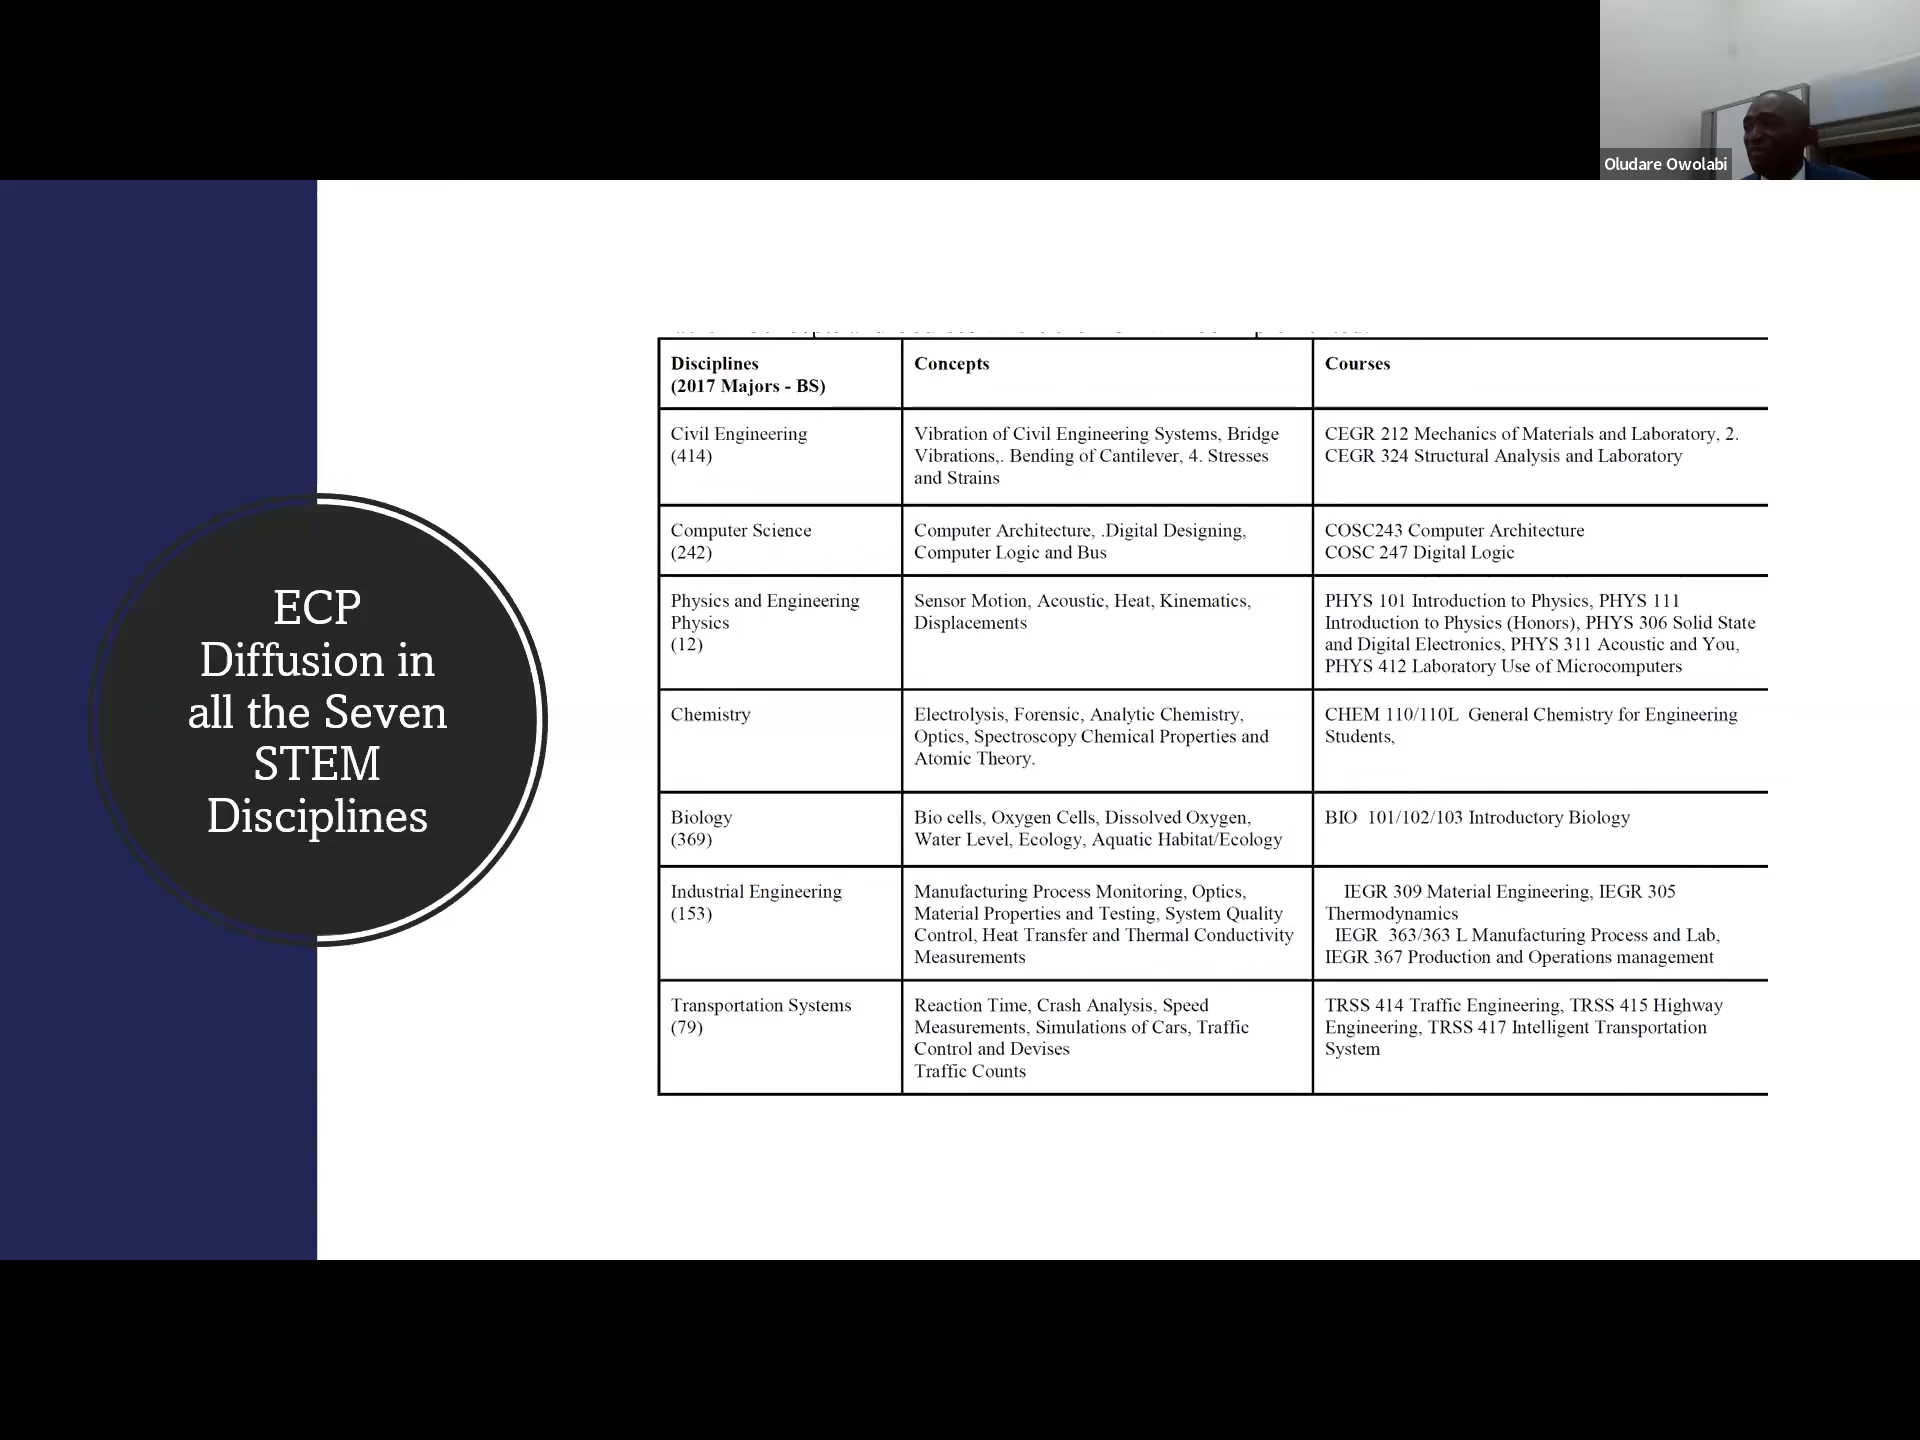 Oludare Owolabi
ECP
Diffusion in
all the Seven
STEM
Disciplines
Disciplines
(2017 Majors - BS)
Concepts
Courses
Civil Engineering
(414)
Vibration of Civil Engineering Systems, Bridge
Vibrations,. Bending of Cantilever, 4. Stresses
and Strains
CEGR 212 Mechanics of Materials and Laboratory, 2.
CEGR 324 Structural Analysis and Laboratory
Computer Science
(242)
Computer Architecture, .Digital Designing,
Computer Logic and Bus
COSC243 Computer Architecture
COSC 247 Digital Logic
Physics and Engineering
Physics
(12)
Sensor Motion, Acoustic, Heat, Kinematics,
Displacements
PHYS 101 Introduction to Physics, PHYS 111
Introduction to Physics (Honors), PHYS 306 Solid State
and Digital Electronics, PHYS 311 Acoustic and You,
PHYS 412 Laboratory Use of Microcomputers
Chemistry
Electrolysis, Forensic, Analytic Chemistry,
Optics, Spectroscopy Chemical Properties and
Atomic Theory.
CHEM 110/110L  General Chemistry for Engineering
Students,
Biology
(369)
Bio cells, Oxygen Cells, Dissolved Oxygen,
Water Level, Ecology, Aquatic Habitat/Ecology
BIO  101/102/103 Introductory Biology
Industrial Engineering
(153)
Manufacturing Process Monitoring, Optics,
Material Properties and Testing, System Quality
Control, Heat Transfer and Thermal Conductivity
Measurements
IEGR 309 Material Engineering, IEGR 305
Thermodynamics
IEGR  363/363 L Manufacturing Process and Lab,
IEGR 367 Production and Operations management
Transportation Systems
(79)
Reaction Time, Crash Analysis, Speed
Measurements, Simulations of Cars, Traffic
Control and Devises
Traffic Counts
TRSS 414 Traffic Engineering, TRSS 415 Highway
Engineering, TRSS 417 Intelligent Transportation
System